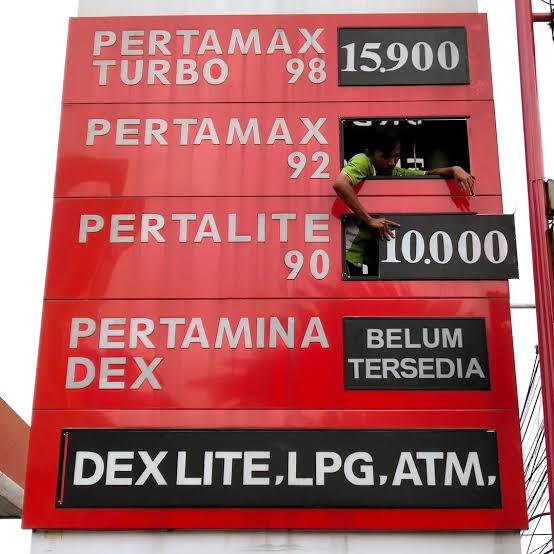 PERTAMAX
TURBO 98 15.900
PERTAMAX
92
PERTALITE
90 10.000
PERTAMINA
DEX
BELUM
TERSEDIA
DEX LITE,LPG,ATM,